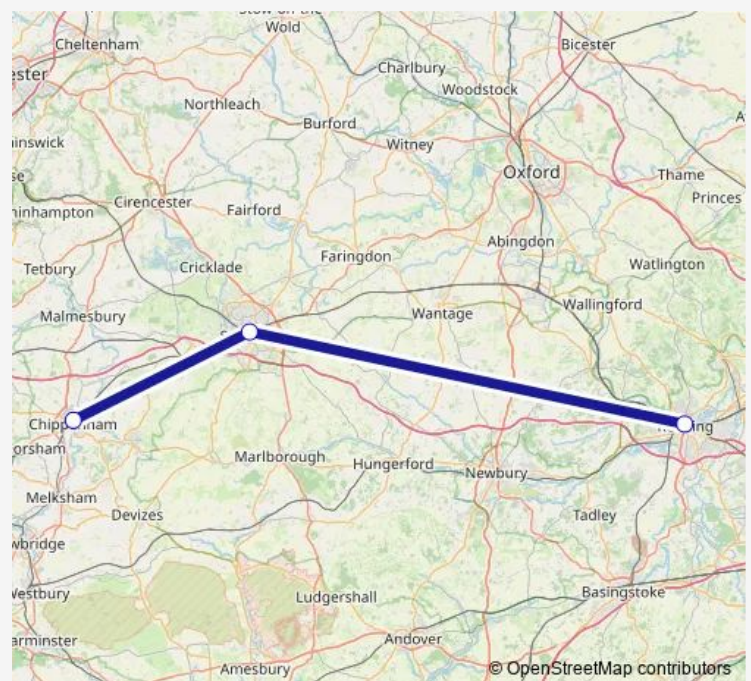 Wold
Cheltenham
Bicester
Charlbury
Woodstock
Northleach
Burford
Witney
Oxford
Thame
Princes
Cirencester
Fairford
Abingdon
Faringdon
Tetbury
Cricklade
Watlington
Malmesbury
Wantage
Wallingford
Marlborough
Hungerford
Newbury
Melksham
Devizes
Tadley
Ludgershall
Basingstoke
Andover
Amesbury
© OpenStreetMap contributors